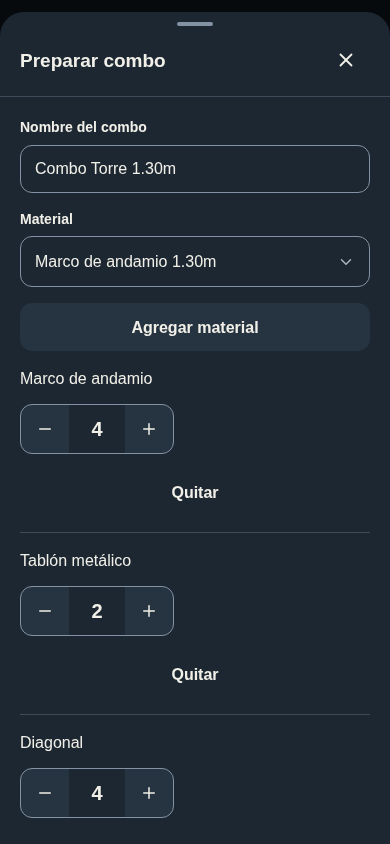 Preparar combo
Nombre del combo
Combo Torre 1.30m
Material
Marco de andamio 1.30m
Agregar material
Marco de andamio
− 4 +
Quitar
Tablón metálico
− 2 +
Quitar
Diagonal
− 4 +